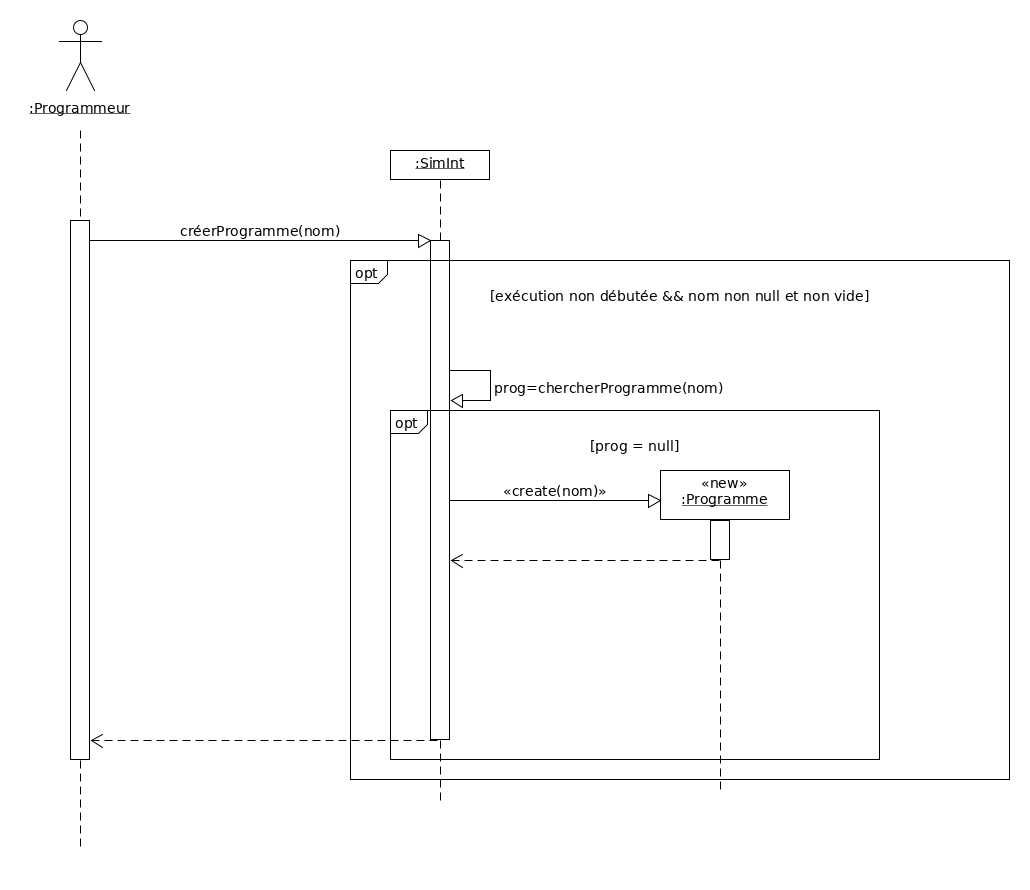 :Programmeur
:SimInt
créerProgramme(nom)
opt
[exécution non débutée && nom non null et non vide]
prog=chercherProgramme(nom)
opt
[prog = null]
«create(nom)»
«new»
:Programme